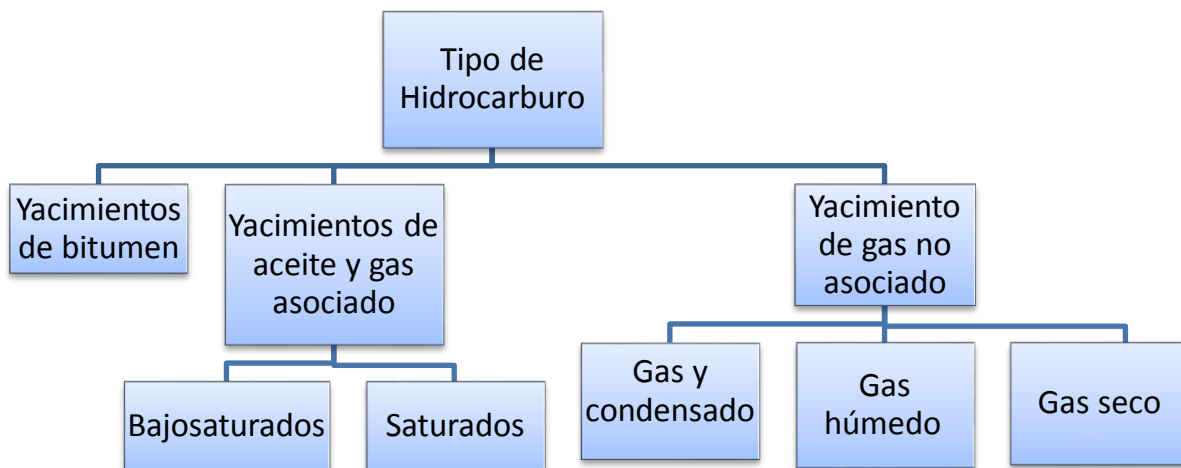 Tipo de
Hidrocarburo
Yacimientos
de bitumen
Yacimientos de
aceite y gas
asociado
Yacimiento
de gas no
asociado
Bajosaturados
Saturados
Gas y
condensado
Gas
húmedo
Gas seco